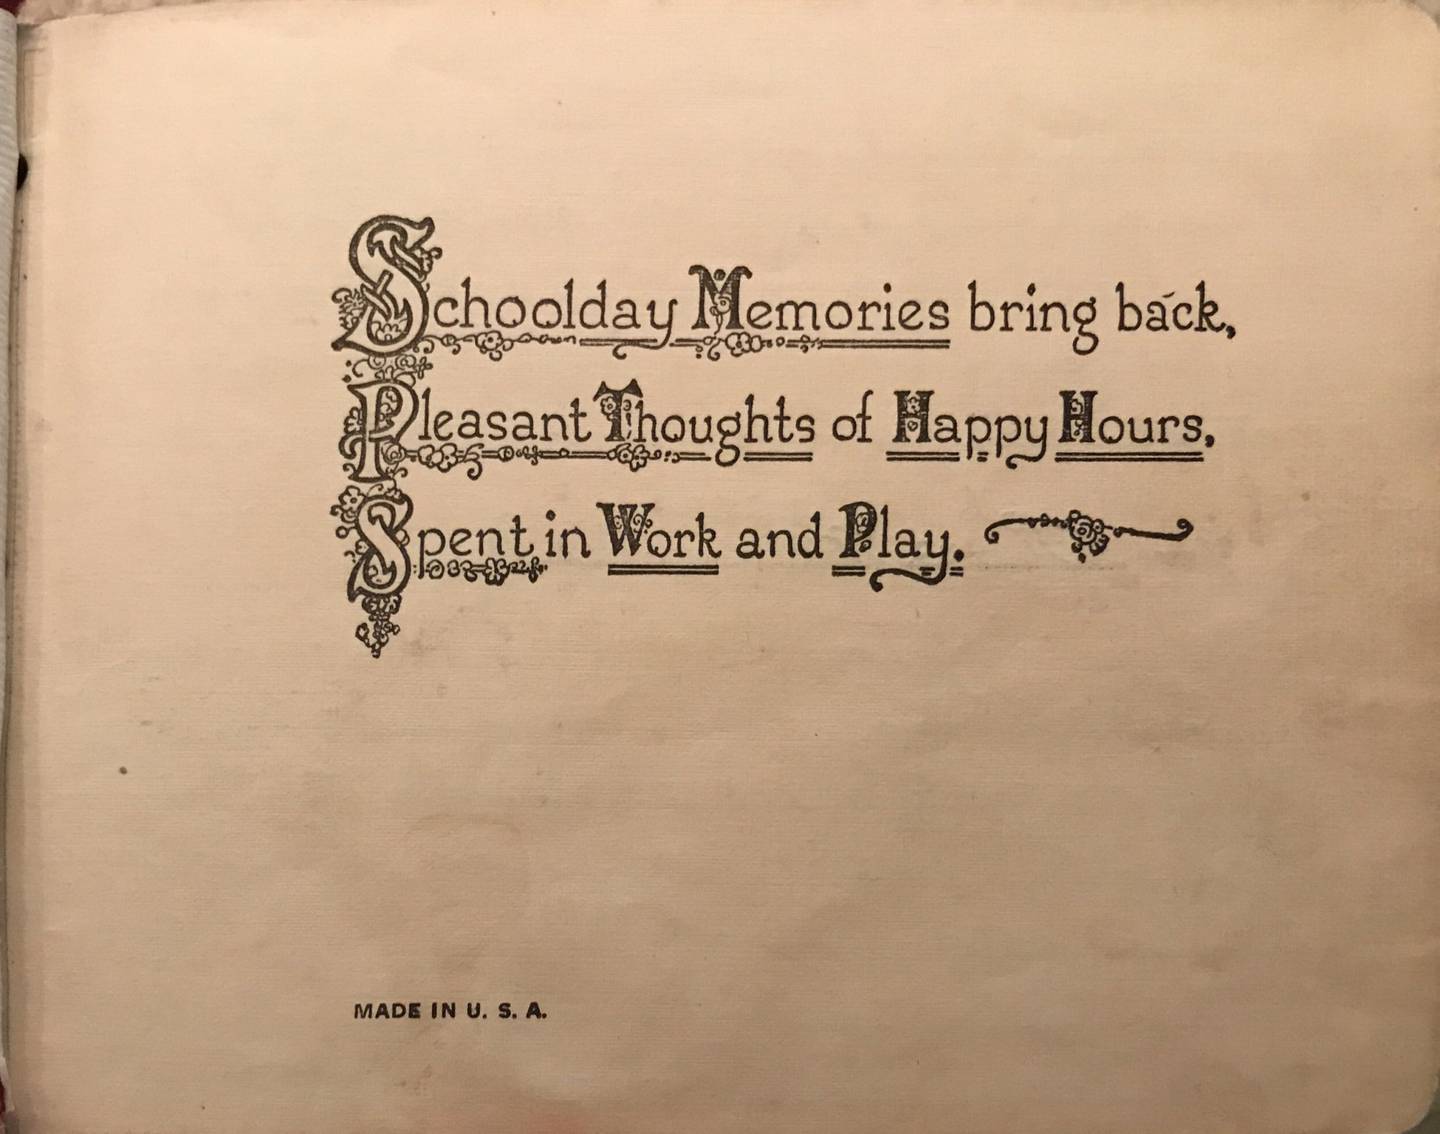 Schoolday Memories bring back,
Pleasant Thoughts of Happy Hours,
Spent in Work and Play.
MADE IN U. S. A.